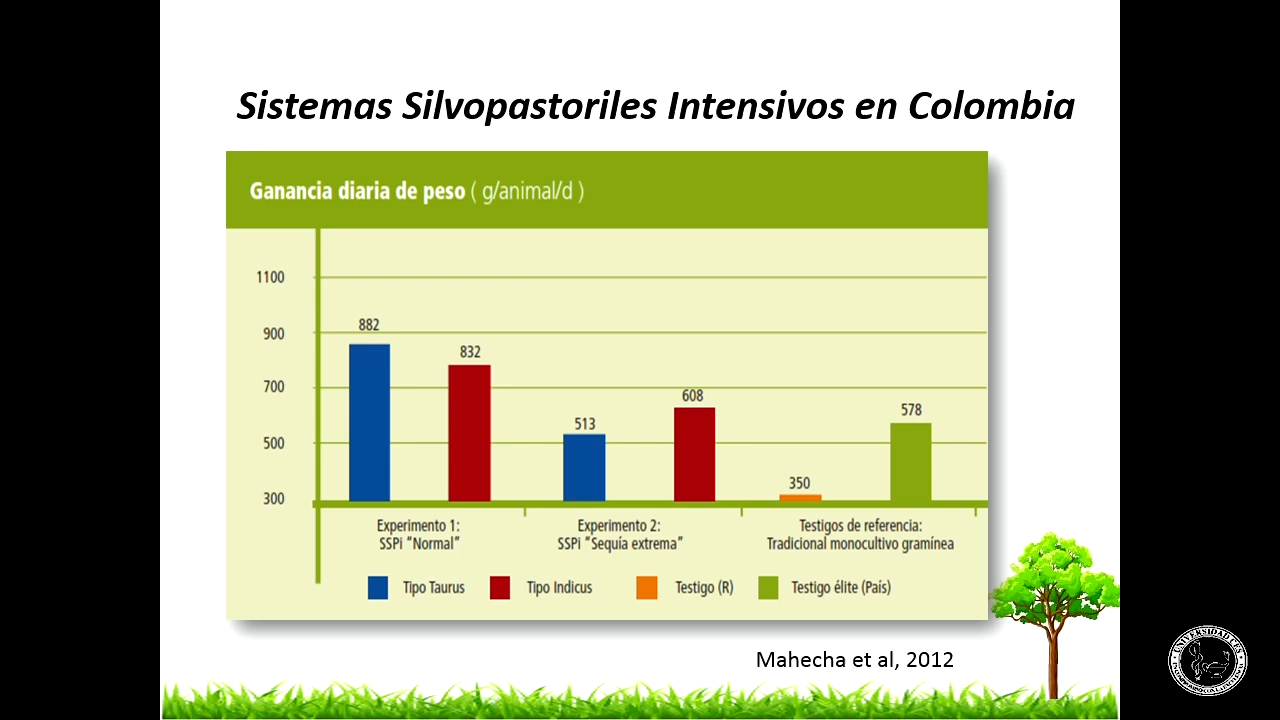 Sistemas Silvopastoriles Intensivos en Colombia
Ganancia diaria de peso ( g/animal/d )
1100
900
700
500
300
882
832
513
608
350
578
Experimento 1:
SSPi “Normal”
Experimento 2:
SSPi “Sequía extrema”
Testigos de referencia:
Tradicional monocultivo gramínea
Tipo Taurus
Tipo Indicus
Testigo (R)
Testigo élite (País)
Mahecha et al, 2012